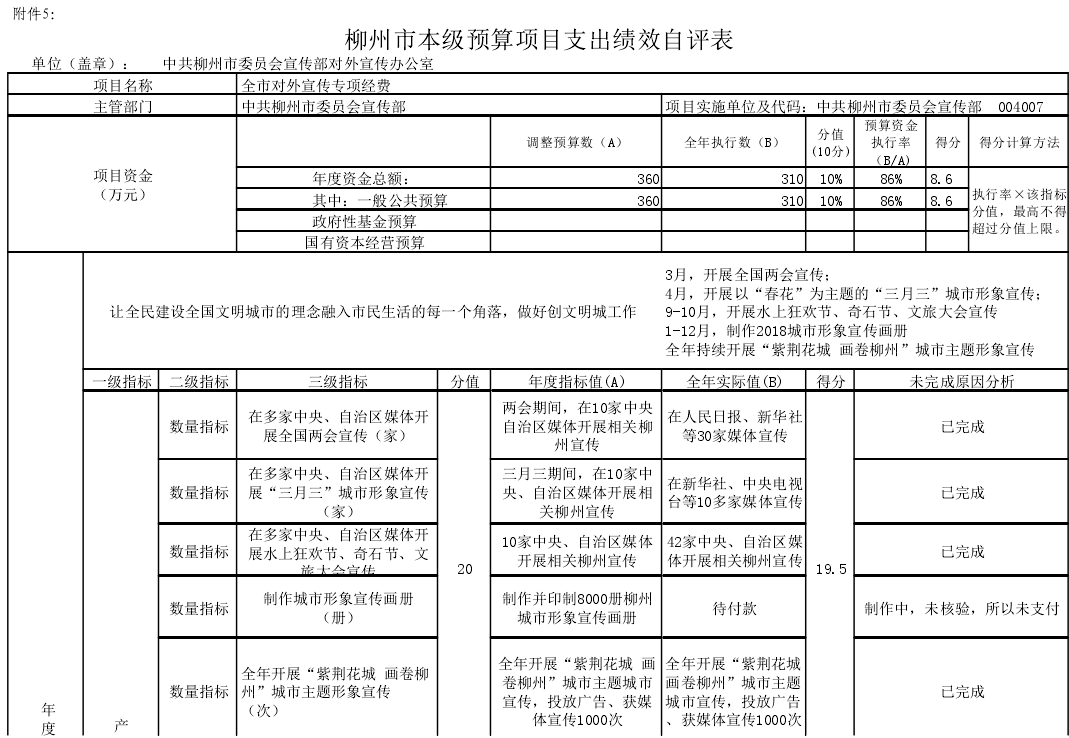 附件5：
柳州市本级预算项目支出绩效自评表
单位（盖章）： 中共柳州市委员会宣传部对外宣传办公室
项目名称 全市对外宣传专项经费
主管部门 中共柳州市委员会宣传部 项目实施单位及代码：中共柳州市委员会宣传部 004007
项目资金
（万元）
调整预算数（A） 全年执行数（B） 分值
(10分) 预算资金
执行率
（B/A) 得分 得分计算方法
年度资金总额： 360 310 10% 86% 8.6
其中：一般公共预算 360 310 10% 86% 8.6
政府性基金预算
国有资本经营预算
执行率×该指标
分值，最高不得
超过分值上限。
让全民建设全国文明城市的理念融入市民生活的每一个角落，做好创文明城工作
3月，开展全国两会宣传；
4月，开展以“春花”为主题的“三月三”城市形象宣传；
9-10月，开展水上狂欢节、奇石节、文旅大会宣传
1-12月，制作2018城市形象宣传画册
全年持续开展“紫荆花城 画卷柳州”城市主题形象宣传
一级指标 二级指标 三级指标 分值 年度指标值(A) 全年实际值(B) 得分 未完成原因分析
数量指标
在多家中央、自治区媒体开
展全国两会宣传（家）
两会期间，在10家中央
自治区媒体开展相关柳
州宣传
在人民日报、新华社
等30家媒体宣传
已完成
数量指标
在多家中央、自治区媒体开
展“三月三”城市形象宣传
（家）
三月三期间，在10家中
央、自治区媒体开展相
关柳州宣传
在新华社、中央电视
台等10多家媒体宣传
已完成
数量指标
在多家中央、自治区媒体开
展水上狂欢节、奇石节、文
旅大会宣传
10家中央、自治区媒体
开展相关柳州宣传
42家中央、自治区媒
体开展相关柳州宣传
已完成
20
19.5
数量指标
制作城市形象宣传画册
（册）
制作并印制8000册柳州
城市形象宣传画册
待付款
制作中，未核验，所以未支付
数量指标
全年开展“紫荆花城 画卷柳
州”城市主题形象宣传
（次）
全年开展“紫荆花城 画
卷柳州”城市主题城市
宣传，投放广告、获媒
体宣传1000次
全年开展“紫荆花城
画卷柳州”城市主题
城市宣传，投放广告
、获媒体宣传1000次
已完成
年
度
产